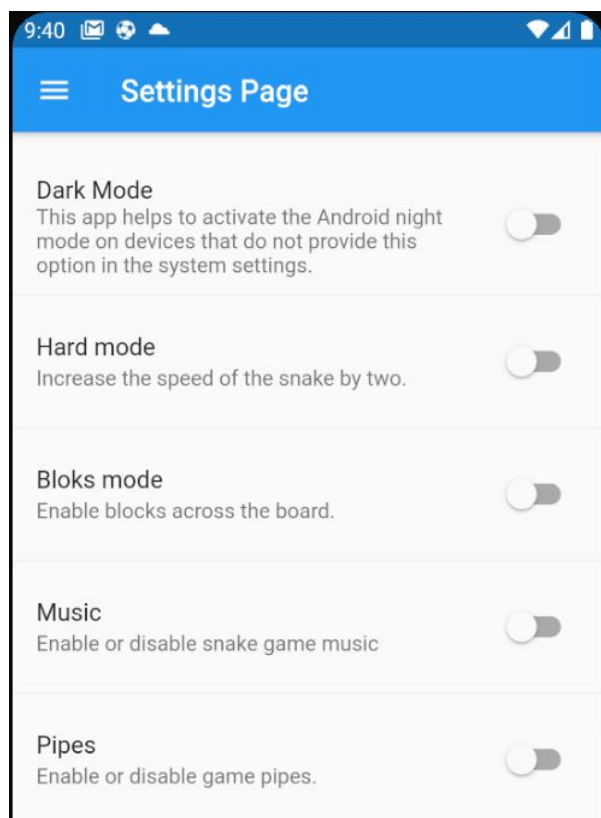 9:40
Settings Page
Dark Mode
This app helps to activate the Android night
mode on devices that do not provide this
option in the system settings.
Hard mode
Increase the speed of the snake by two.
Bloks mode
Enable blocks across the board.
Music
Enable or disable snake game music
Pipes
Enable or disable game pipes.